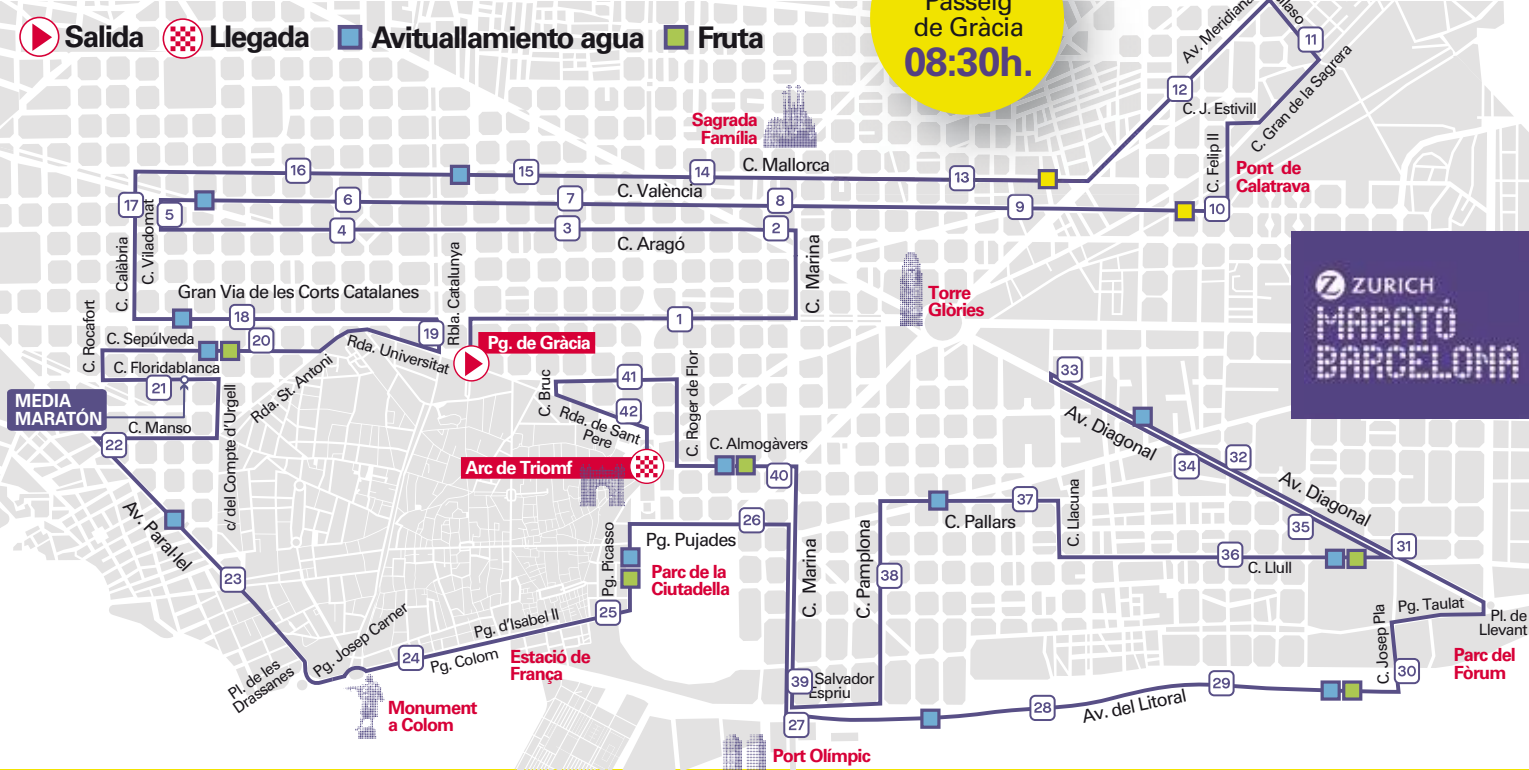 Salida
Llegada
Avituallamiento agua
Fruta
Passeig
de Gràcia
08:30h.
Av. Meridiana
11
12
C. J. Estivill
C. Gran de la Sagrera
C. Felip II
Pont de
Calatrava
10
Sagrada
Família
16
15
14
C. Mallorca
13
C. València
17
5
6
7
8
9
4
3
C. Aragó
2
C. Calàbria
C. Viladomat
C. Marina
Gran Via de les Corts Catalanes
18
19
Rbla. Catalunya
1
Torre
Glòries
ZURICH
MARATÓ
BARCELONA
C. Rocafort
C. Sepúlveda
20
Rda. Universitat
Pg. de Gràcia
C. Floridablanca
21
Rda. St. Antoni
MEDIA
MARATÓN
C. Manso
22
c/ del Compte d'Urgell
C. Bruc
41
42
Rda. de Sant
Pere
C. Roger de Flor
C. Almogàvers
Arc de Triomf
40
33
Av. Diagonal
32
34
Av. Diagonal
35
31
Av. Paral·lel
23
Pg. Picasso
26
Pg. Pujades
Parc de la
Ciutadella
C. Marina
C. Pamplona
38
37
C. Pallars
C. Llacuna
36
C. Llull
25
Pg. d'Isabel II
24
Pg. Colom
Pg. Josep Carner
Pl. de les
Drassanes
Estació de
França
Monument
a Colom
39
Salvador
Espriu
27
28
Av. del Litoral
29
30
C. Josep Pla
Pg. Taulat
Pl. de
Llevant
Parc del
Fòrum
Port Olímpic